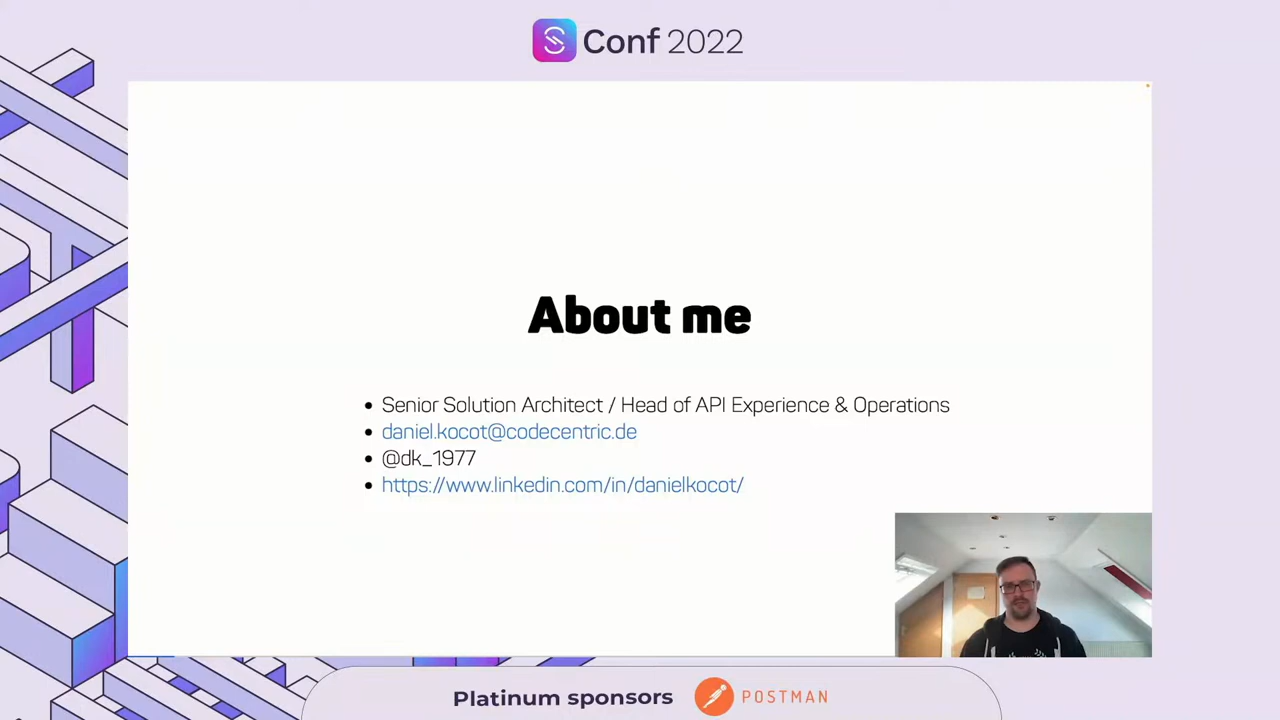 Conf 2022
About me
Senior Solution Architect / Head of API Experience & Operations
daniel.kocot@codecentric.de
@dk_1977
https://www.linkedin.com/in/danielkocot/
Platinum sponsors POSTMAN